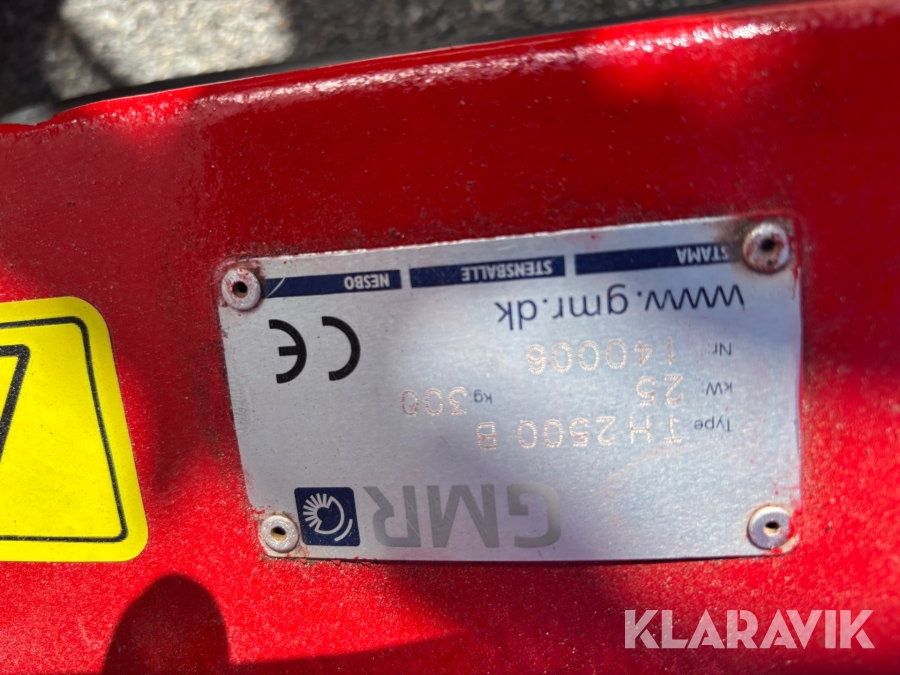 GMR
Type TH 2500 B
kW: 25 kg 300
Nr. 140006
www.gmr.dk
STAMA STENSBALLE NESBO
CE
KLARAVIK